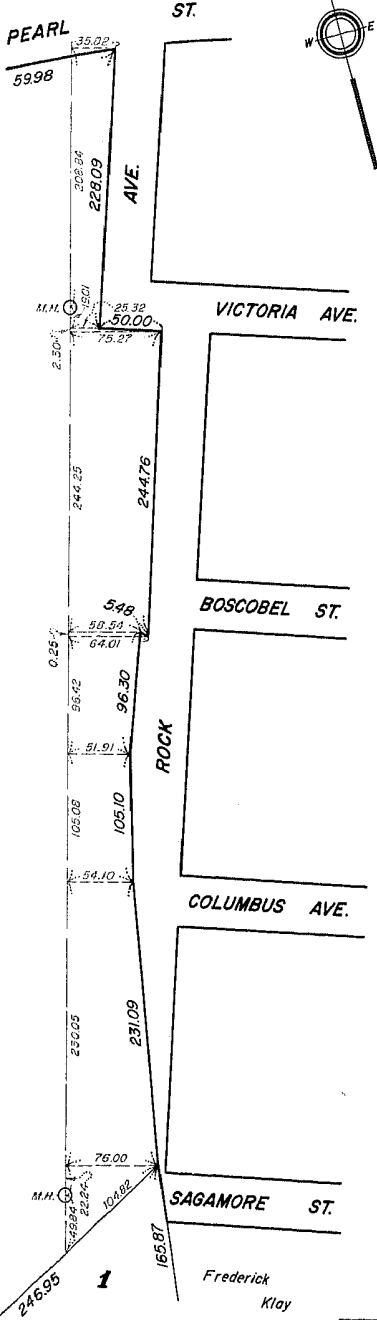 ST.
PEARL
35.02
59.98
W E
208.84
228.09
AVE.
M.H.
19.01
25.32
VICTORIA AVE.
50.00
75.27
2.30
244.25
244.76
5.48
BOSCOBEL ST.
58.54
64.01
0.25
96.42
96.30
ROCK
51.91
105.08
105.10
54.10
COLUMBUS AVE.
230.05
231.09
76.00
M.H.
22.24
104.82
SAGAMORE ST.
49.84
165.87
246.95
1
Frederick
Klay